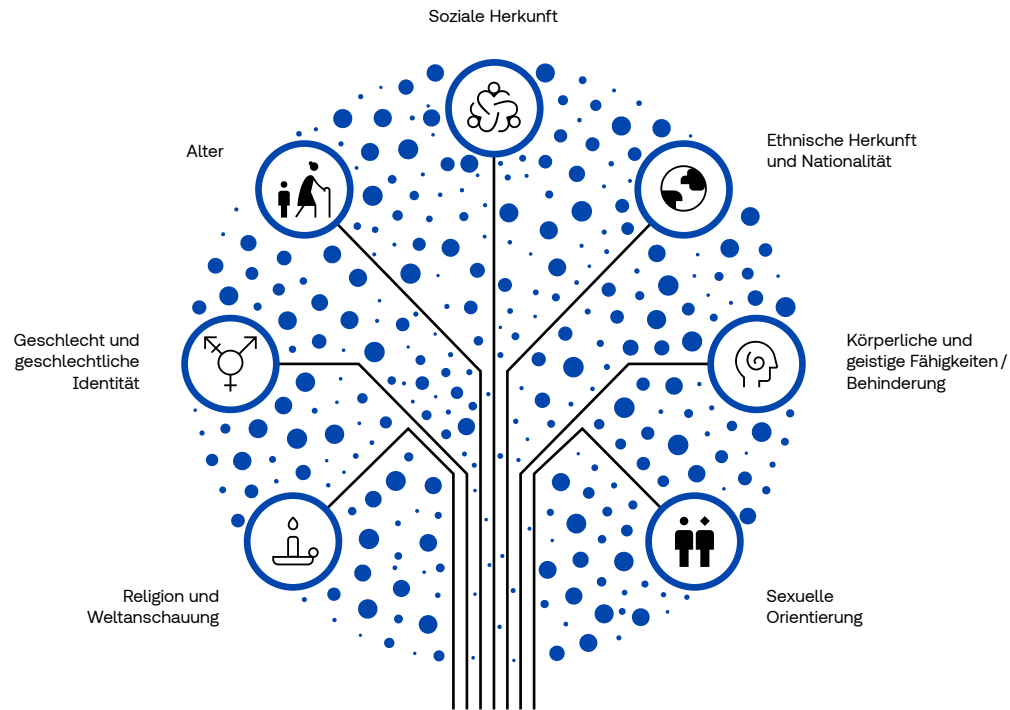 Soziale Herkunft
Alter
Ethnische Herkunft
und Nationalität
Geschlecht und
geschlechtliche
Identität
Körperliche und
geistige Fähigkeiten/
Behinderung
Religion und
Weltanschauung
Sexuelle
Orientierung